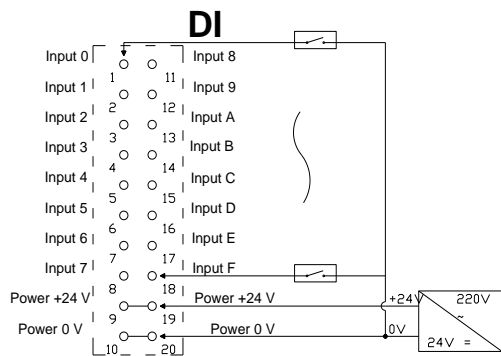 DI
Input 0 Input 8
1 11
Input 1 Input 9
2 12
Input 2 Input A
3 13
Input 3 Input B
4 14
Input 4 Input C
5 15
Input 5 Input D
6 16
Input 6 Input E
7 17
Input 7 Input F
8 18
Power +24 V Power +24 V +24V 220V
9 19
~
Power 0 V Power 0 V 0V
10 20 24V =